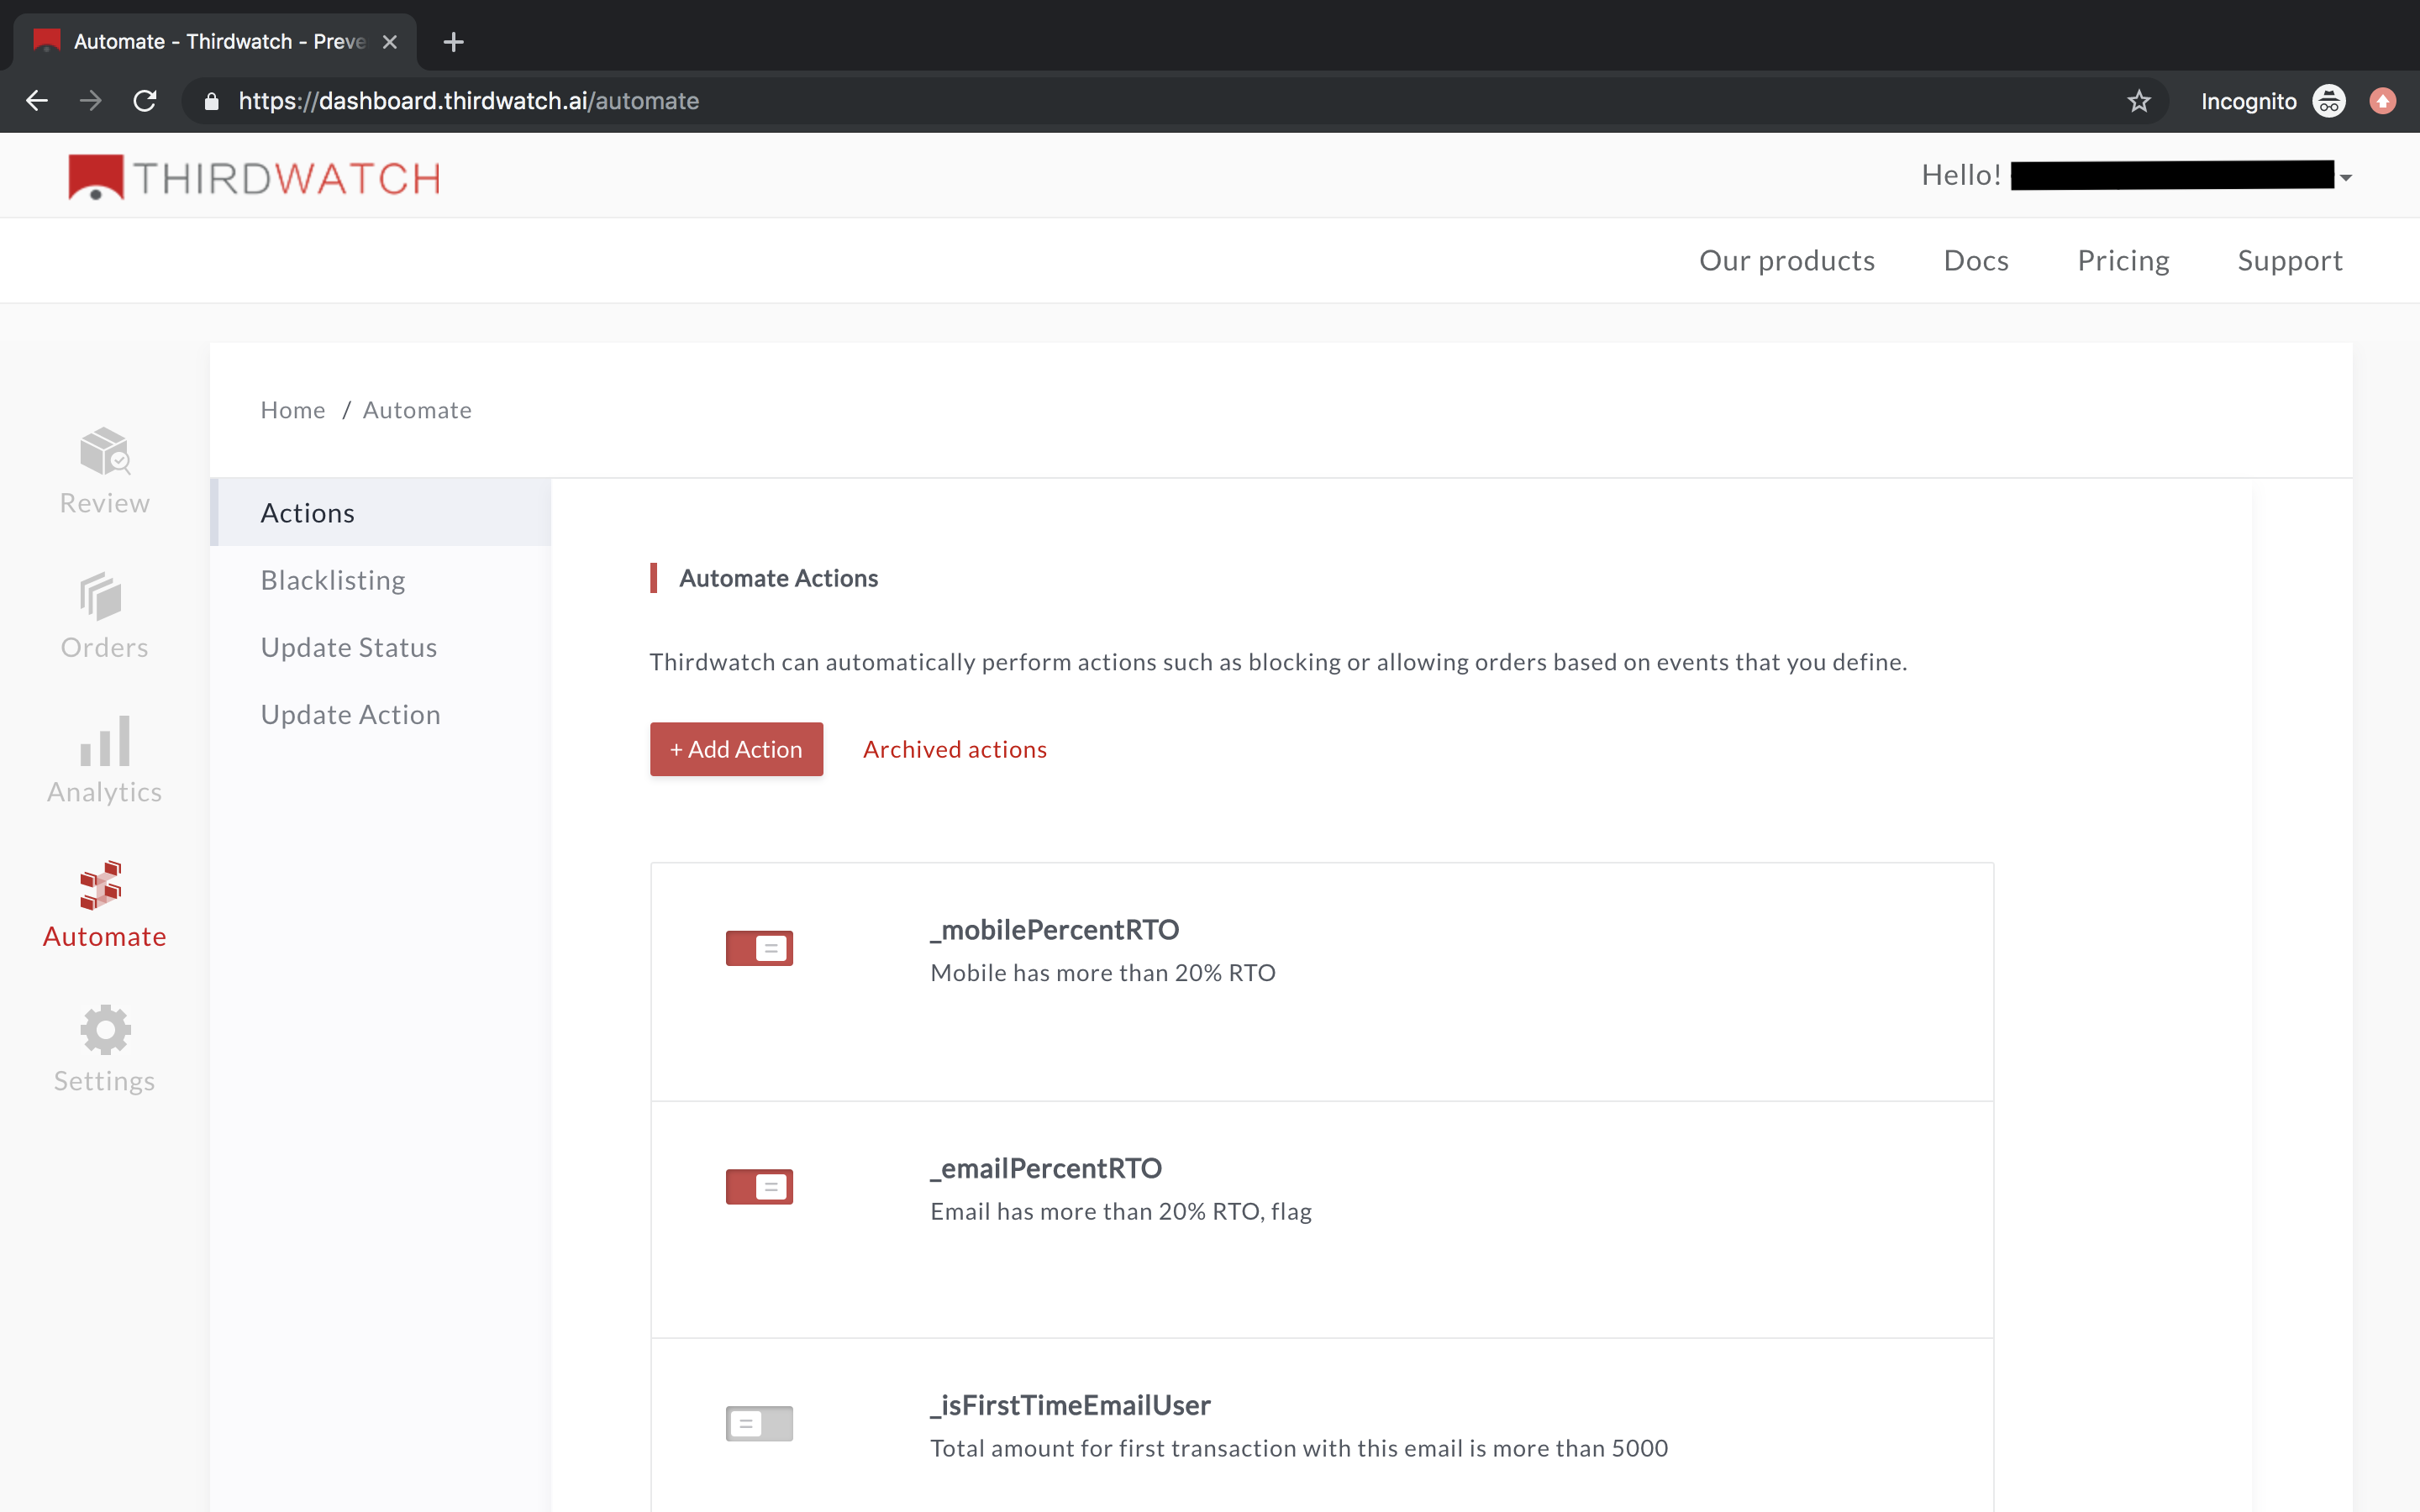 Automate - Thirdwatch - Preve
https://dashboard.thirdwatch.ai/automate
Incognito
THIRDWATCH
Hello!
Our products
Docs
Pricing
Support
Home / Automate
Review
Orders
Analytics
Automate
Settings
Actions
Blacklisting
Update Status
Update Action
Automate Actions
Thirdwatch can automatically perform actions such as blocking or allowing orders based on events that you define.
+ Add Action
Archived actions
_mobilePercentRTO
Mobile has more than 20% RTO
_emailPercentRTO
Email has more than 20% RTO, flag
_isFirstTimeEmailUser
Total amount for first transaction with this email is more than 5000